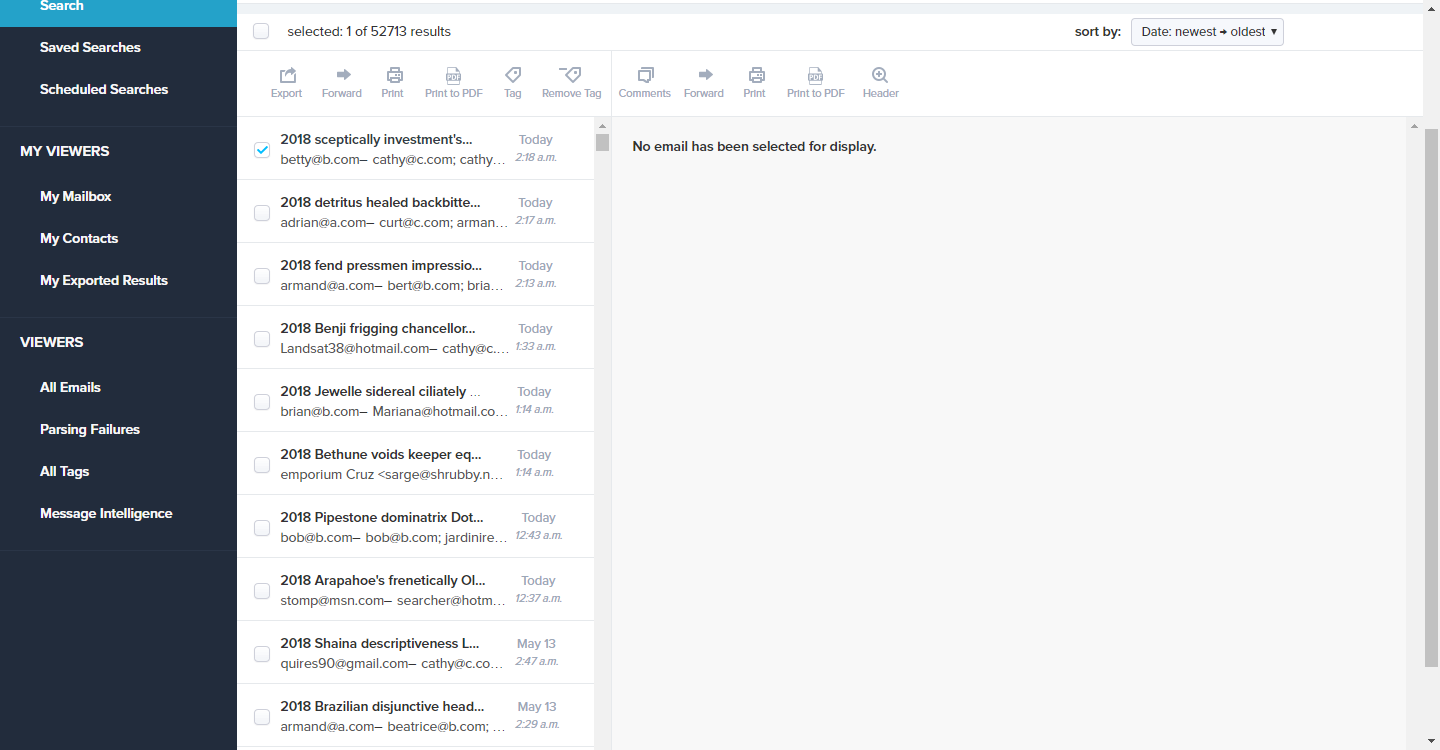 Search
Saved Searches
Scheduled Searches
MY VIEWERS
My Mailbox
My Contacts
My Exported Results
VIEWERS
All Emails
Parsing Failures
All Tags
Message Intelligence
selected: 1 of 52713 results
sort by: Date: newest → oldest ▾
Export Forward Print Print to PDF Tag Remove Tag
Comments Forward Print Print to PDF Header
2018 sceptically investment's... Today
betty@b.com– cathy@c.com; cathy... 2:18 a.m.
2018 detritus healed backbitte... Today
adrian@a.com– curt@c.com; arman... 2:17 a.m.
2018 fend pressmen impressio... Today
armand@a.com– bert@b.com; bria... 2:13 a.m.
2018 Benji frigging chancellor... Today
Landsat38@hotmail.com– cathy@c.... 1:33 a.m.
2018 Jewelle sidereal ciliately ... Today
brian@b.com– Mariana@hotmail.co... 1:14 a.m.
2018 Bethune voids keeper eq... Today
emporium Cruz <sarge@shrubby.n... 1:14 a.m.
2018 Pipestone dominatrix Dot... Today
bob@b.com– bob@b.com; jardinire... 12:43 a.m.
2018 Arapahoe's frenetically Ol... Today
stomp@msn.com– searcher@hotm... 12:37 a.m.
2018 Shaina descriptiveness L... May 13
quires90@gmail.com– cathy@c.co... 2:47 a.m.
2018 Brazilian disjunctive head... May 13
armand@a.com– beatrice@b.com; ... 2:29 a.m.
No email has been selected for display.